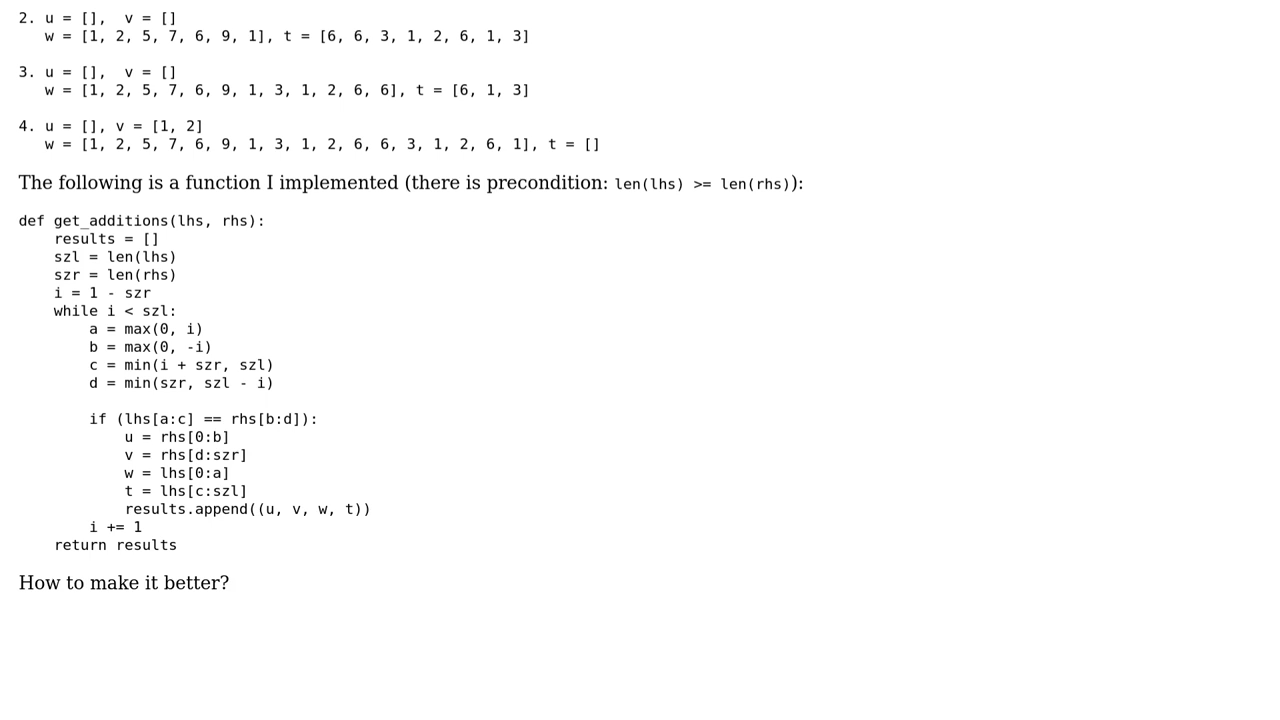 2. u = [],  v = []
   w = [1, 2, 5, 7, 6, 9, 1], t = [6, 6, 3, 1, 2, 6, 1, 3]

3. u = [],  v = []
   w = [1, 2, 5, 7, 6, 9, 1, 3, 1, 2, 6, 6], t = [6, 1, 3]

4. u = [], v = [1, 2]
   w = [1, 2, 5, 7, 6, 9, 1, 3, 1, 2, 6, 6, 3, 1, 2, 6, 1], t = []

The following is a function I implemented (there is precondition: len(lhs) >= len(rhs)):

def get_additions(lhs, rhs):
    results = []
    szl = len(lhs)
    szr = len(rhs)
    i = 1 - szr
    while i < szl:
        a = max(0, i)
        b = max(0, -i)
        c = min(i + szr, szl)
        d = min(szr, szl - i)

        if (lhs[a:c] == rhs[b:d]):
            u = rhs[0:b]
            v = rhs[d:szr]
            w = lhs[0:a]
            t = lhs[c:szl]
            results.append((u, v, w, t))
        i += 1
    return results

How to make it better?